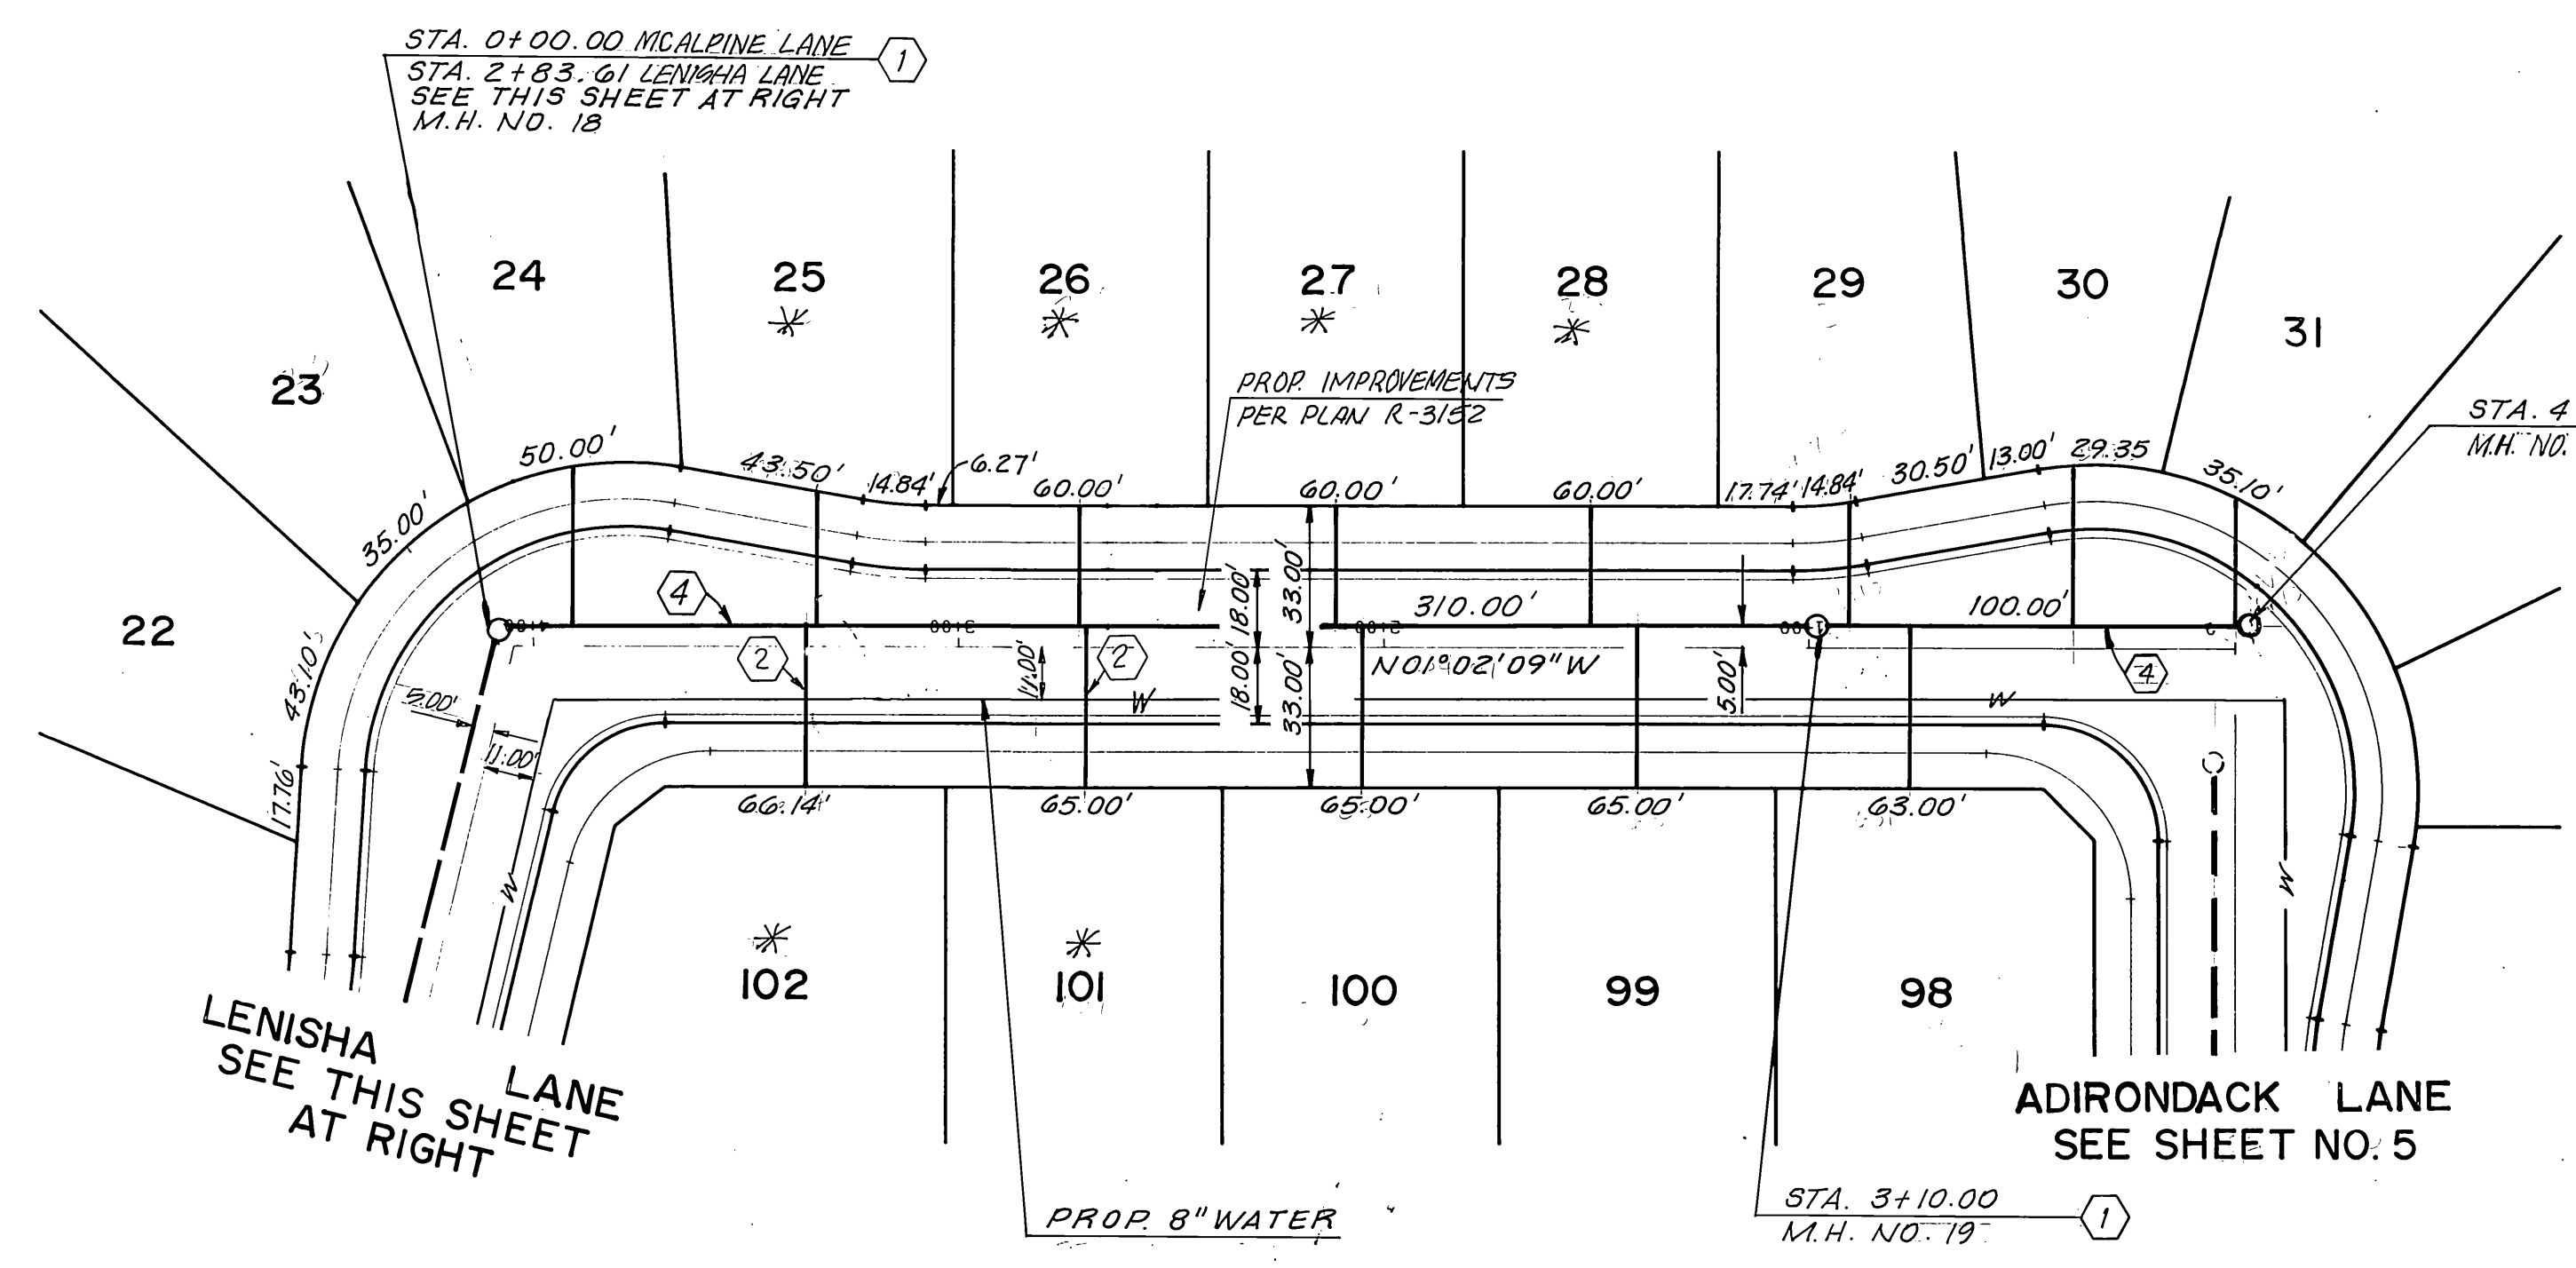 STA. 0+00.00 MCALPINE LANE
1
STA. 2+83.61 LENISHA LANE
SEE THIS SHEET AT RIGHT
M.H. NO. 18
24
25
26
27
28
29
30
31
23
22
PROP. IMPROVEMENTS
PER PLAN R-3152
STA. 4
M.H. NO.
17.76'
43.10'
35.00'
50.00'
43.50'
14.84'
6.27'
60.00'
60.00'
60.00'
17.74'
14.84'
30.50'
13.00'
29.35
35.10'
4
310.00'
100.00'
18.00'
33.00'
2
2
11.00'
N01°02'09"W
4
5.00'
11.00'
W
18.00'
33.00'
5.00'
W
W
W
66.14'
65.00'
65.00'
65.00'
63.00'
102
101
100
99
98
LENISHA LANE
SEE THIS SHEET
AT RIGHT
ADIRONDACK LANE
SEE SHEET NO. 5
PROP. 8" WATER
STA. 3+10.00
1
M.H. NO. 19